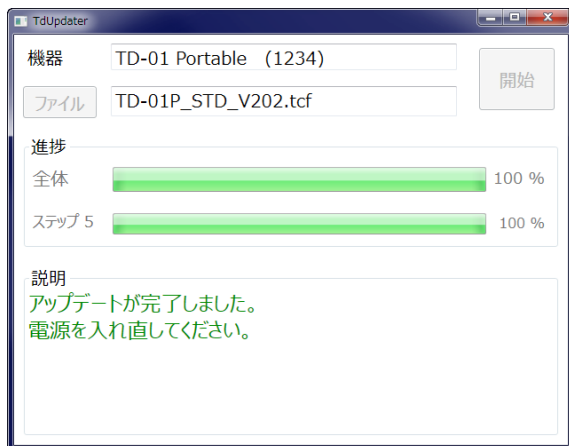 TdUpdater
機器 TD-01 Portable (1234)
開始
ファイル TD-01P_STD_V202.tcf
進捗
全体 100 %
ステップ 5 100 %
説明
アップデートが完了しました。
電源を入れ直してください。